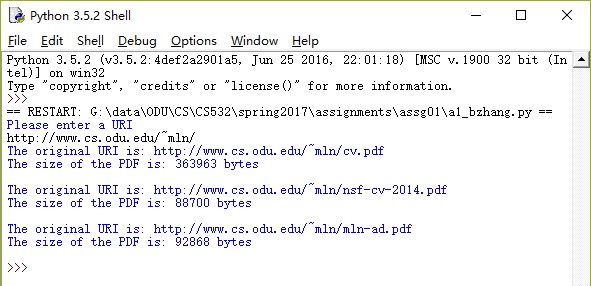 Python 3.5.2 Shell
File Edit Shell Debug Options Window Help
Python 3.5.2 (v3.5.2:4def2a2901a5, Jun 25 2016, 22:01:18) [MSC v.1900 32 bit (In
tel)] on win32
Type "copyright", "credits" or "license()" for more information.
>>>
== RESTART: G:\data\ODU\CS\CS532\spring2017\assignments\assg01\a1_bzhang.py ==
Please enter a URI
http://www.cs.odu.edu/~mln/
The original URI is: http://www.cs.odu.edu/~mln/cv.pdf
The size of the PDF is: 363963 bytes
The original URI is: http://www.cs.odu.edu/~mln/nsf-cv-2014.pdf
The size of the PDF is: 88700 bytes
The original URI is: http://www.cs.odu.edu/~mln/mln-ad.pdf
The size of the PDF is: 92868 bytes
>>>